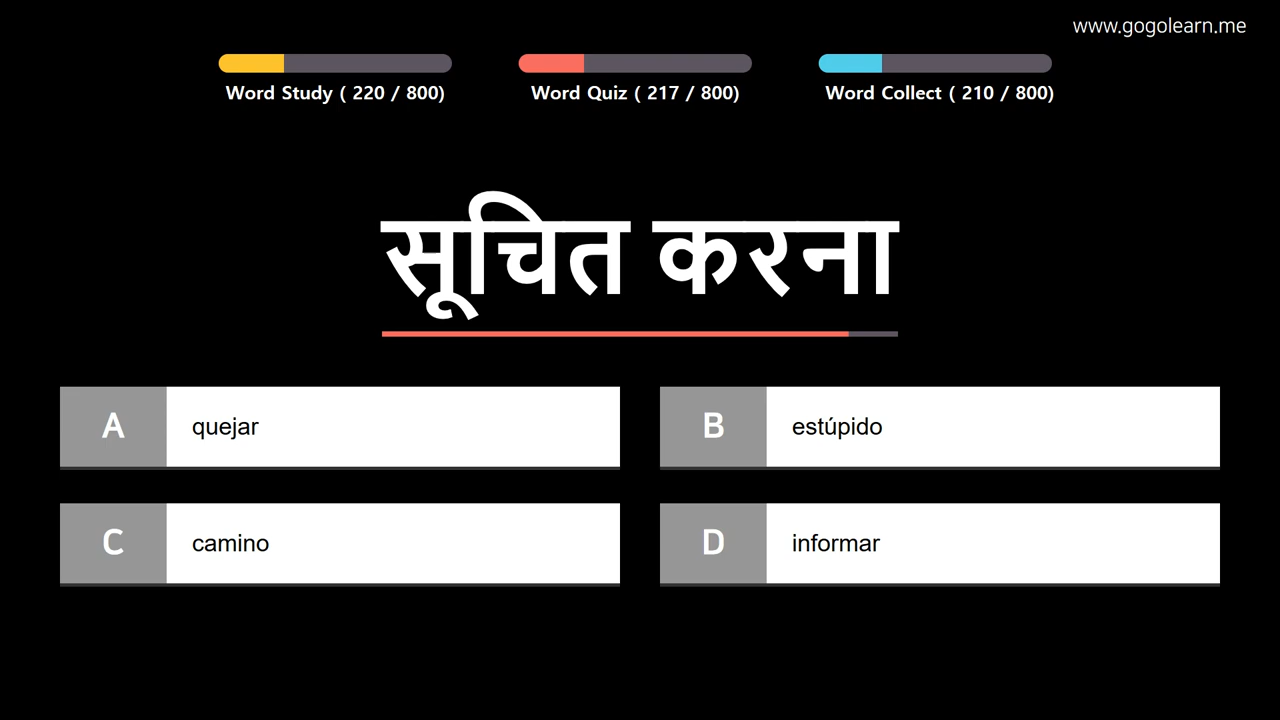 www.gogolearn.me
Word Study ( 220 / 800)
Word Quiz ( 217 / 800)
Word Collect ( 210 / 800)
सूचित करना
A quejar
B estúpido
C camino
D informar